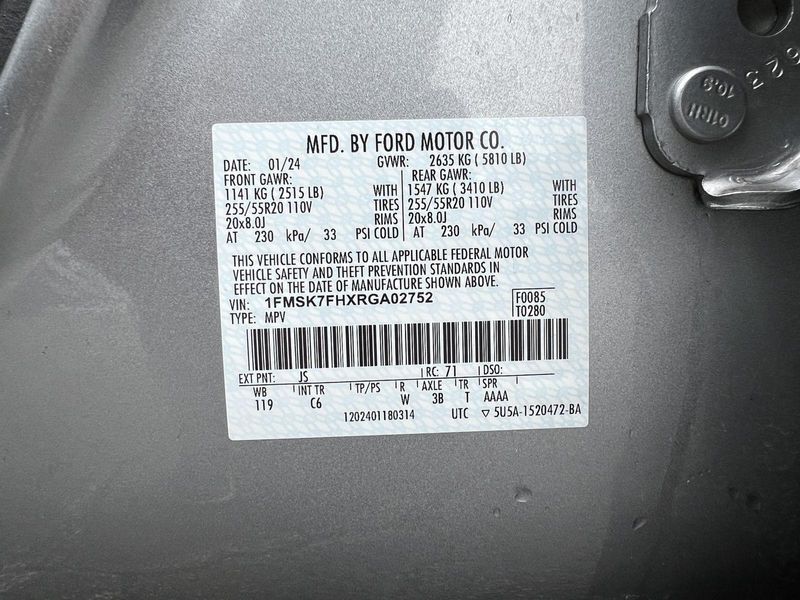 MFD. BY FORD MOTOR CO.
DATE: 01/24 GVWR: 2635 KG ( 5810 LB)
FRONT GAWR: REAR GAWR:
1141 KG ( 2515 LB) WITH 1547 KG ( 3410 LB) WITH
255/55R20 110V TIRES 255/55R20 110V TIRES
20x8.0J RIMS 20x8.0J RIMS
AT 230 kPa/ 33 PSI COLD AT 230 kPa/ 33 PSI COLD
THIS VEHICLE CONFORMS TO ALL APPLICABLE FEDERAL MOTOR
VEHICLE SAFETY AND THEFT PREVENTION STANDARDS IN
EFFECT ON THE DATE OF MANUFACTURE SHOWN ABOVE.
VIN: 1FMSK7FHXRGA02752 F0085
TYPE: MPV T0280
EXT PNT: JS RC: 71 DSO:
WB INT TR TP/PS R AXLE TR SPR
119 C6 W 3B T AAAA
1202401180314 UTC ▽ 5U5A-1520472-BA
623
01RH
10.9